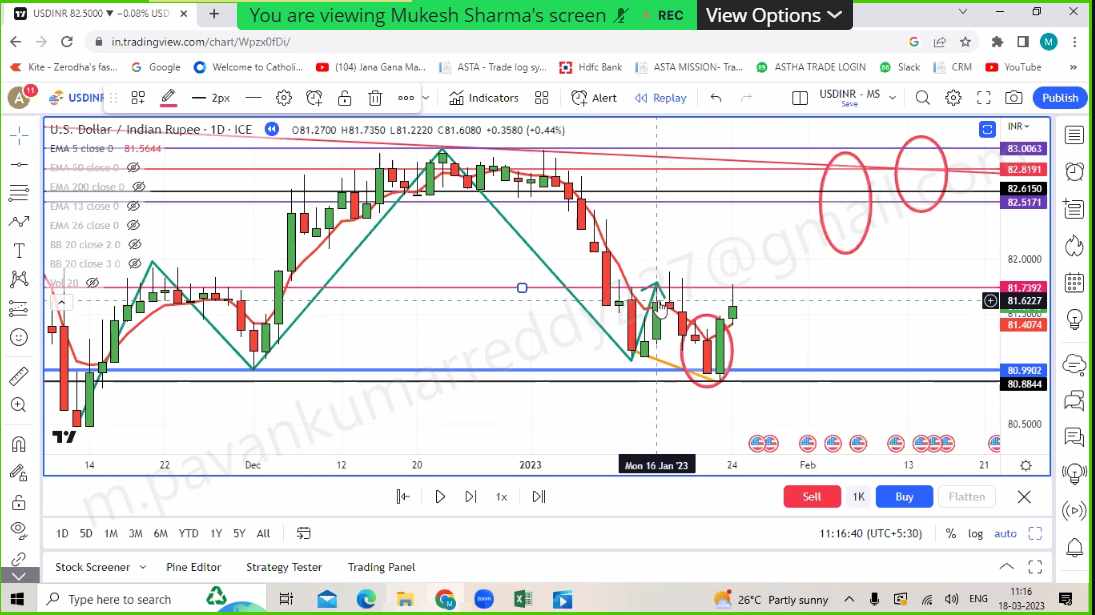 USDINR 82.5000 ▼ −0.08% USD
You are viewing Mukesh Sharma's screen
REC
View Options
in.tradingview.com/chart/Wpzx0fDi/
M
Kite - Zerodha's fas...
Google
Welcome to Catholi...
(104) Jana Gana Ma...
ASTA - Trade log sy...
Hdfc Bank
ASTA MISSION- Tra...
ASTHA TRADE LOGIN
Slack
CRM
YouTube
A
11
USDINR
2px
Indicators
Alert
Replay
USDINR - MS
Save
Publish
U.S. Dollar / Indian Rupee · 1D · ICE
O81.2700 H81.7350 L81.2220 C81.6080 +0.3580 (+0.44%)
INR
EMA 5 close 0 81.5644
EMA 50 close 0
EMA 200 close 0
EMA 13 close 0
EMA 26 close 0
BB 20 close 2 0
BB 20 close 3 0
Vol 20
83.0063
82.8191
82.6150
82.5171
82.0000
81.7392
81.6227
81.5000
81.4074
80.9902
80.8844
80.5000
m.pavankumarreddy227@gmail.com
14
22
Dec
12
20
2023
Mon 16 Jan '23
24
Feb
13
21
1x
Sell
1K
Buy
Flatten
1D
5D
1M
3M
6M
YTD
1Y
5Y
All
11:16:40 (UTC+5:30)
%
log
auto
Stock Screener
Pine Editor
Strategy Tester
Trading Panel
Type here to search
zoom
26°C Partly sunny
ENG
11:16
18-03-2023